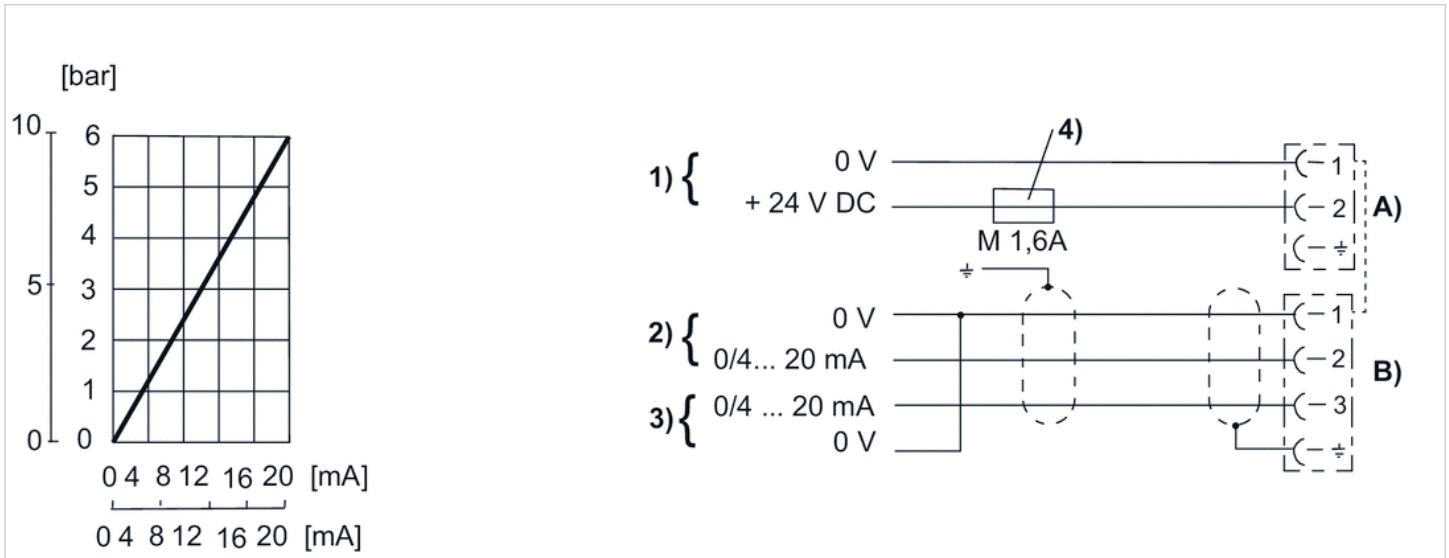 [bar]
10
5
0
6
5
4
3
2
1
0
0 4 8 12 16 20 [mA]
0 4 8 12 16 20 [mA]
4)
1) {
0 V
+ 24 V DC
M 1,6A
1
2
A)
2) {
0 V
0/4... 20 mA
3) {
0/4 ... 20 mA
0 V
1
2
3
B)